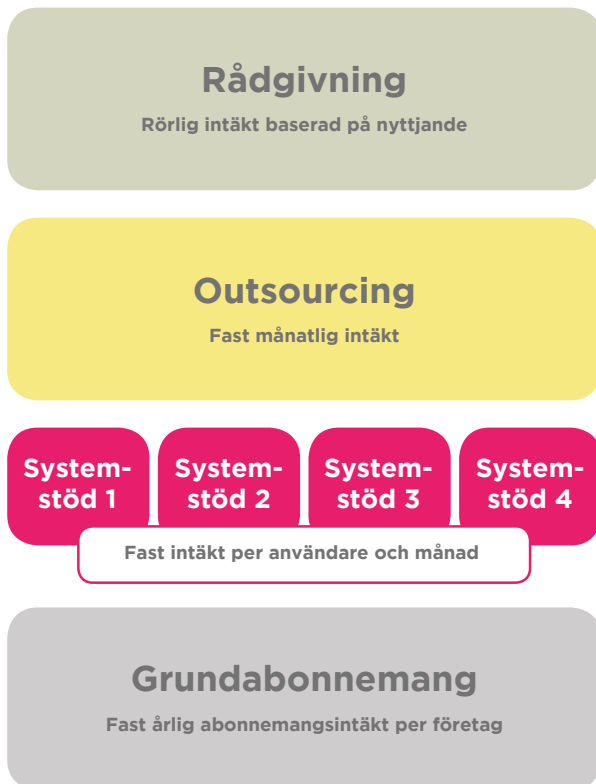 Rådgivning
Rörlig intäkt baserad på nyttjande
Outsourcing
Fast månatlig intäkt
System-
stöd 1
System-
stöd 2
System-
stöd 3
System-
stöd 4
Fast intäkt per användare och månad
Grundabonnemang
Fast årlig abonnemangsintäkt per företag